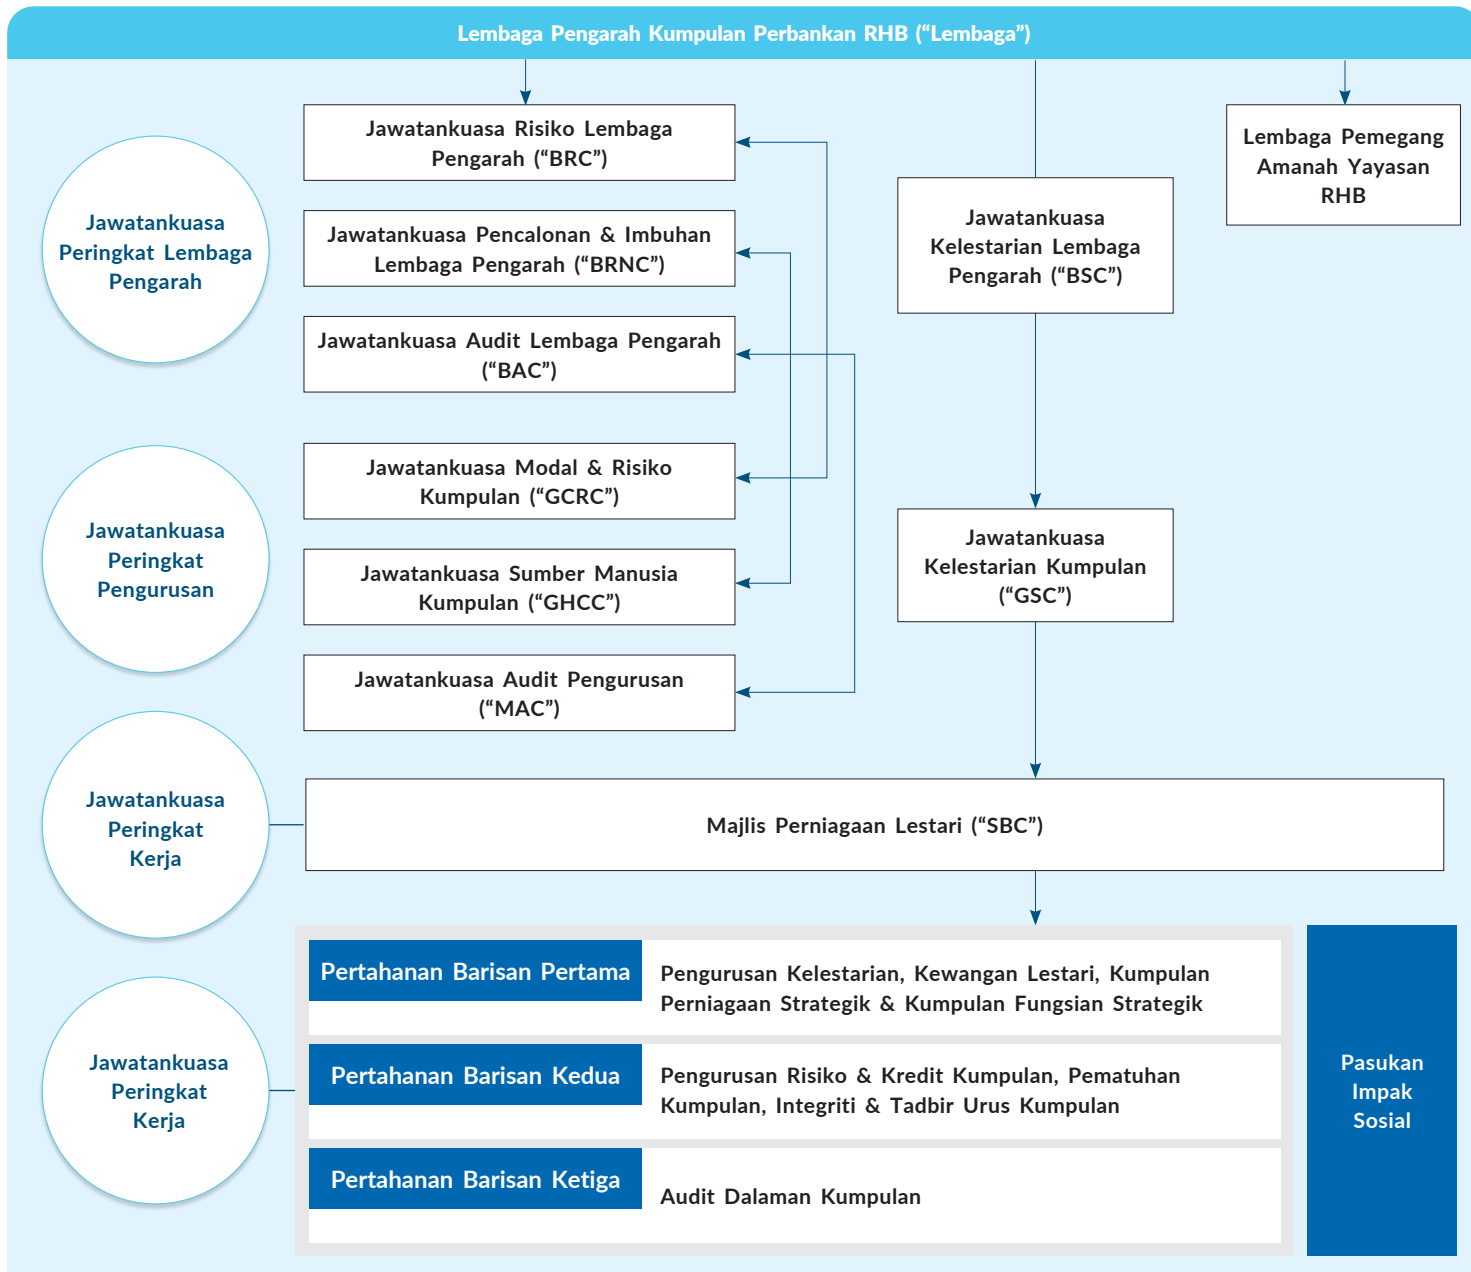 Lembaga Pengarah Kumpulan Perbankan RHB (“Lembaga”)
Jawatankuasa
Peringkat Lembaga
Pengarah
Jawatankuasa Risiko Lembaga
Pengarah (“BRC”)
Jawatankuasa Pencalonan & Imbuhan
Lembaga Pengarah (“BRNC”)
Jawatankuasa Audit Lembaga Pengarah
(“BAC”)
Jawatankuasa
Kelestarian Lembaga
Pengarah (“BSC”)
Lembaga Pemegang
Amanah Yayasan
RHB
Jawatankuasa
Peringkat
Pengurusan
Jawatankuasa Modal & Risiko
Kumpulan (“GCRC”)
Jawatankuasa Sumber Manusia
Kumpulan (“GHCC”)
Jawatankuasa Audit Pengurusan
(“MAC”)
Jawatankuasa
Kelestarian Kumpulan
(“GSC”)
Jawatankuasa
Peringkat
Kerja
Majlis Perniagaan Lestari (“SBC”)
Jawatankuasa
Peringkat
Kerja
Pertahanan Barisan Pertama
Pengurusan Kelestarian, Kewangan Lestari, Kumpulan
Perniagaan Strategik & Kumpulan Fungsian Strategik
Pertahanan Barisan Kedua
Pengurusan Risiko & Kredit Kumpulan, Pematuhan
Kumpulan, Integriti & Tadbir Urus Kumpulan
Pertahanan Barisan Ketiga
Audit Dalaman Kumpulan
Pasukan
Impak
Sosial